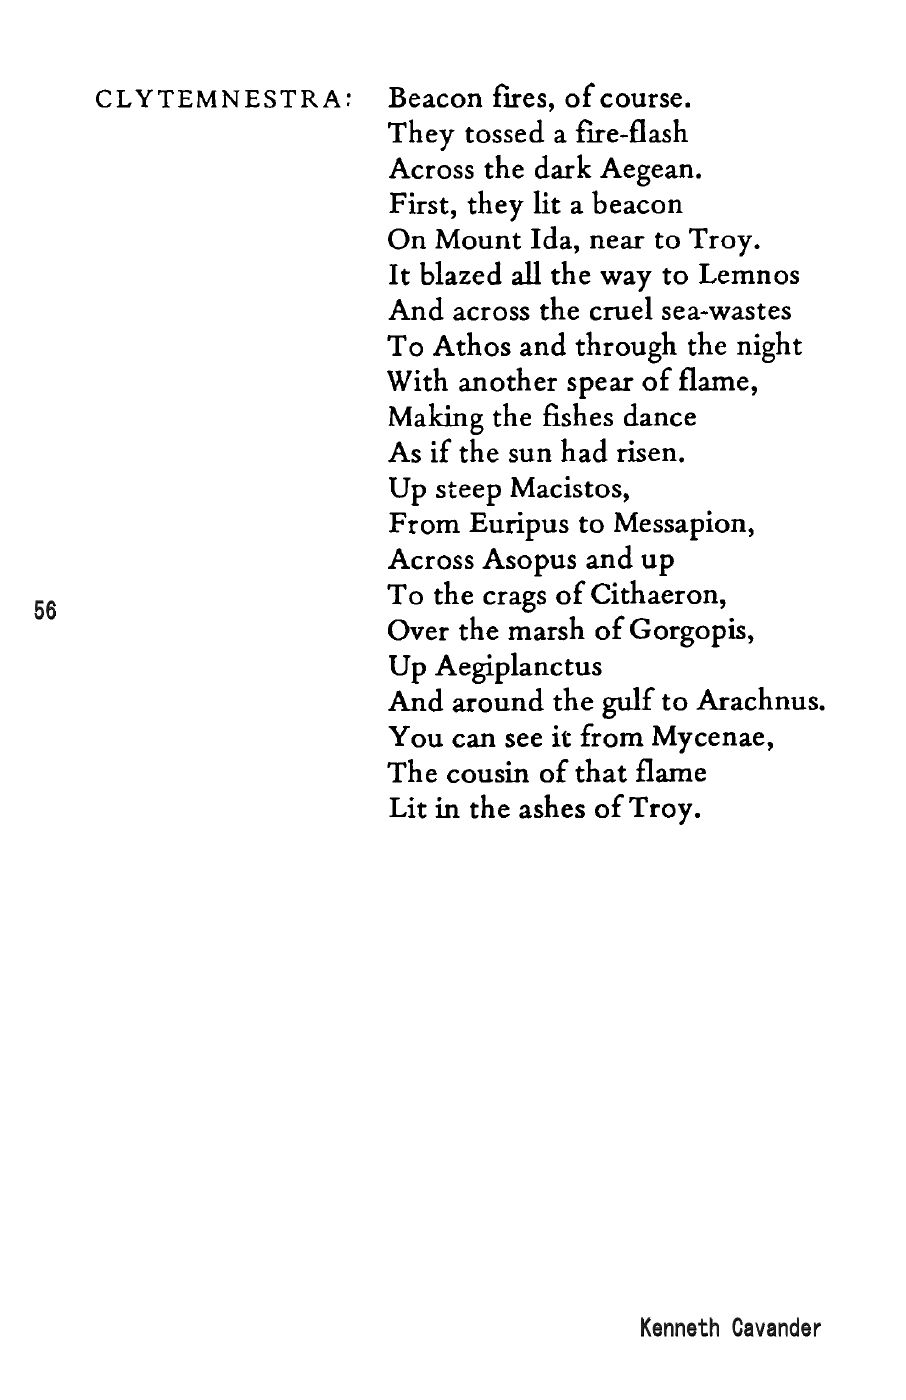 CLYTEMNESTRA: Beacon fires, of course.
They tossed a fire-flash
Across the dark Aegean.
First, they lit a beacon
On Mount Ida, near to Troy.
It blazed all the way to Lemnos
And across the cruel sea-wastes
To Athos and through the night
With another spear of flame,
Making the fishes dance
As if the sun had risen.
Up steep Macistos,
From Euripus to Messapion,
Across Asopus and up
To the crags of Cithaeron,
56
Over the marsh of Gorgopis,
Up Aegiplanctus
And around the gulf to Arachnus.
You can see it from Mycenae,
The cousin of that flame
Lit in the ashes of Troy.
Kenneth Cavander